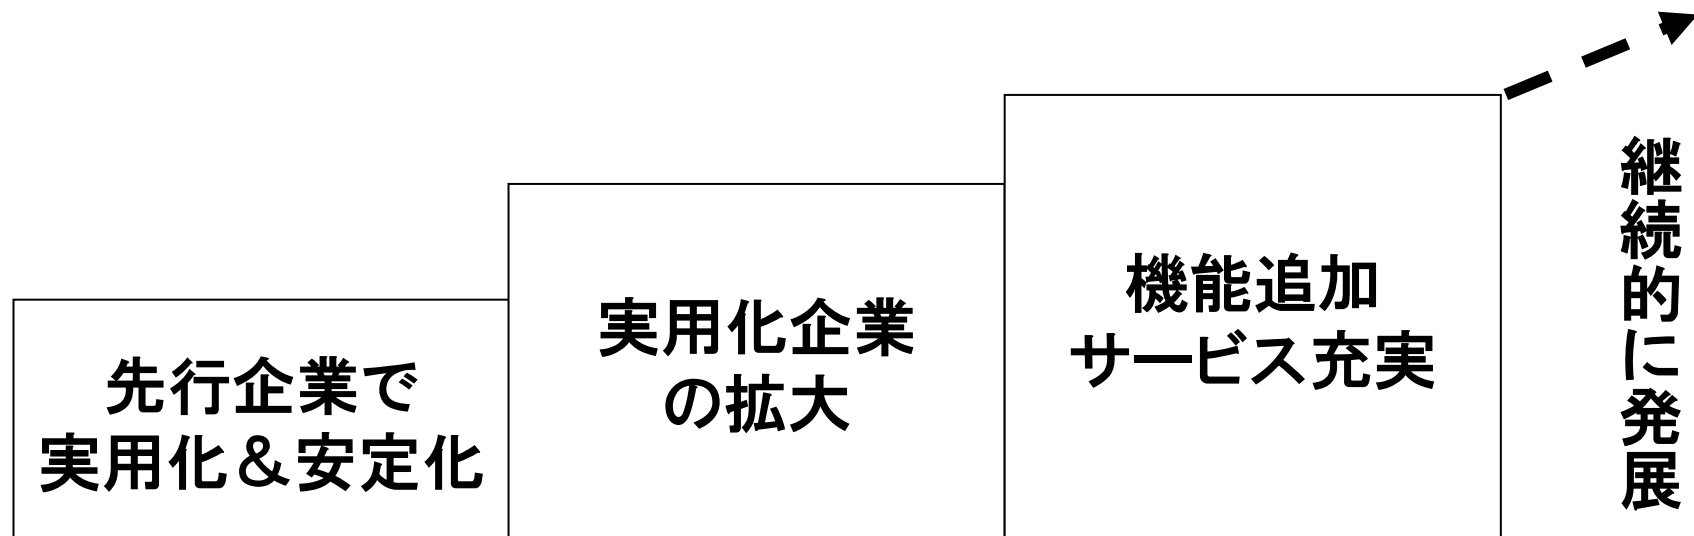 先行企業で
実用化＆安定化
実用化企業
の拡大
機能追加
サービス充実
継続的に発展